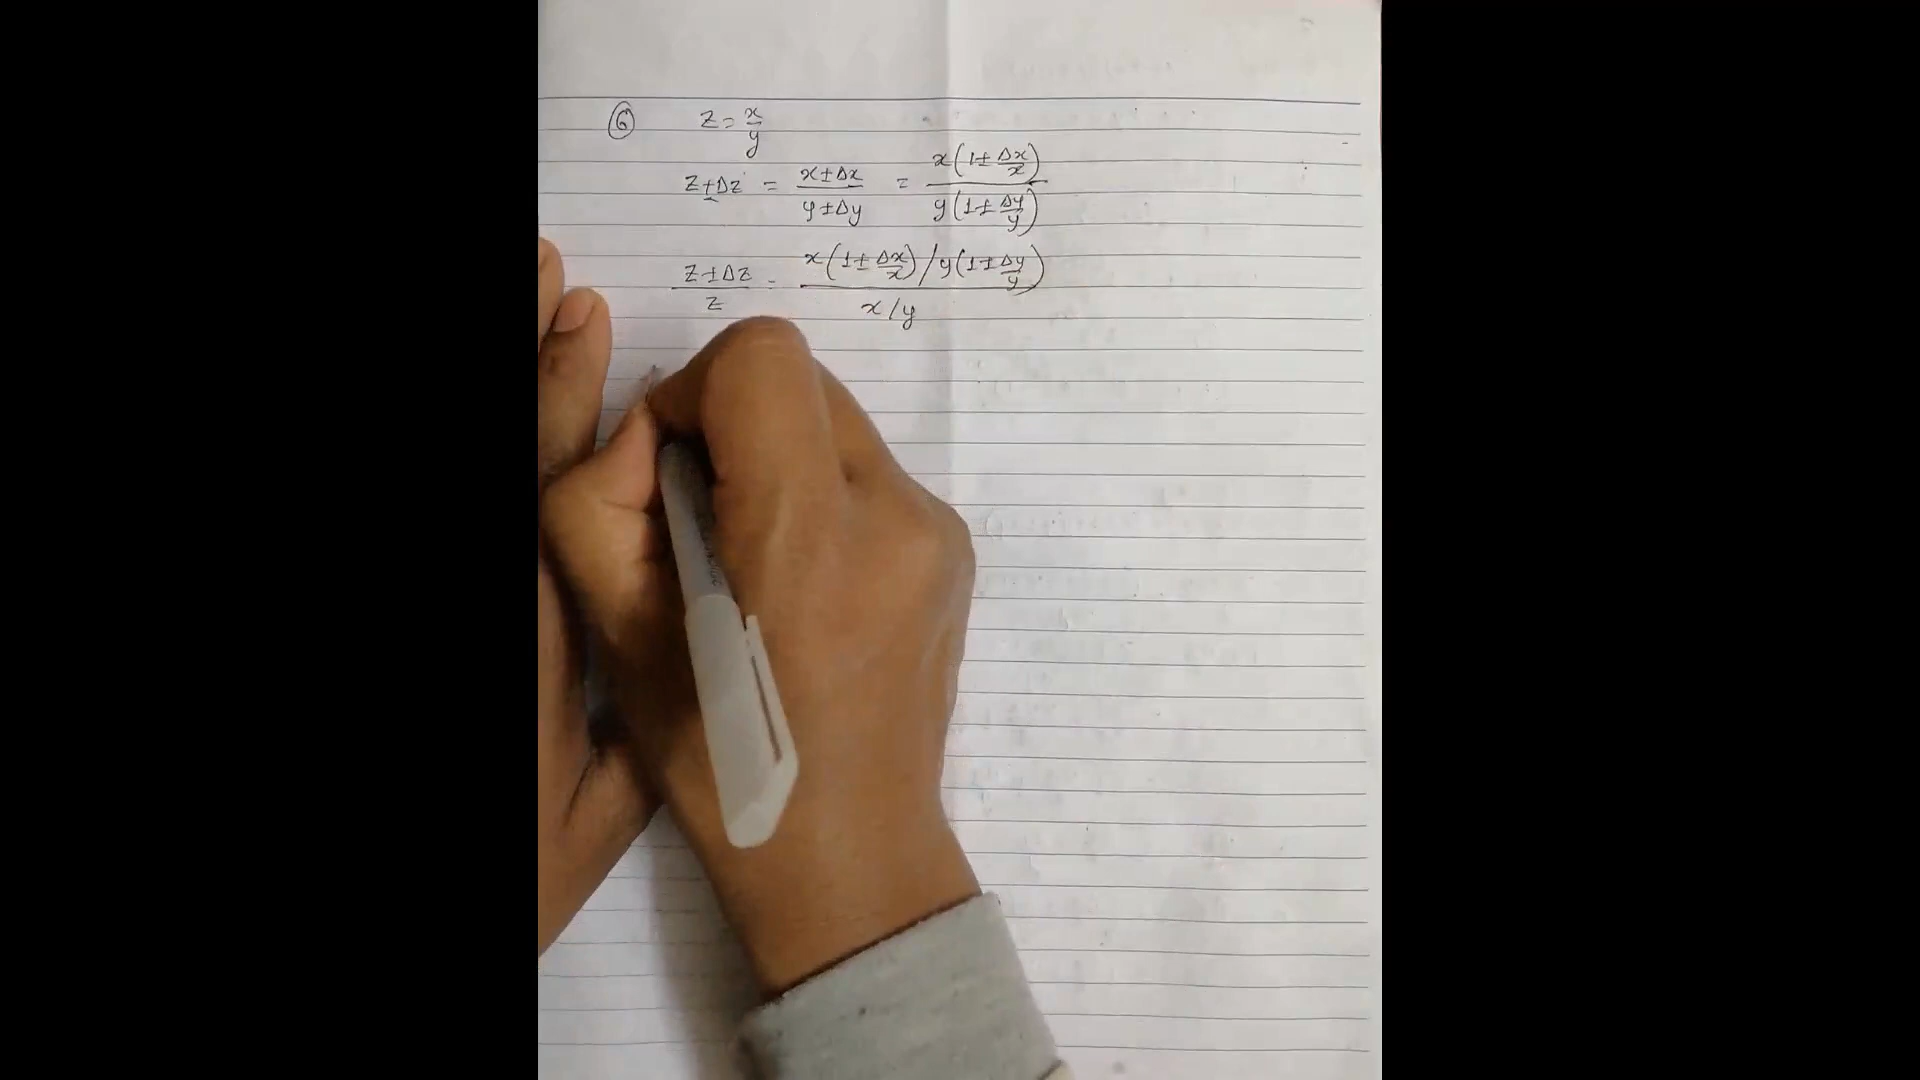 6 z = x/y
z ± Δz = (x ± Δx)/(y ± Δy) = x(1 ± Δx/x)/y(1 ± Δy/y)
(z ± Δz)/z = (x(1 ± Δx/x)/y(1 ± Δy/y))/(x/y)